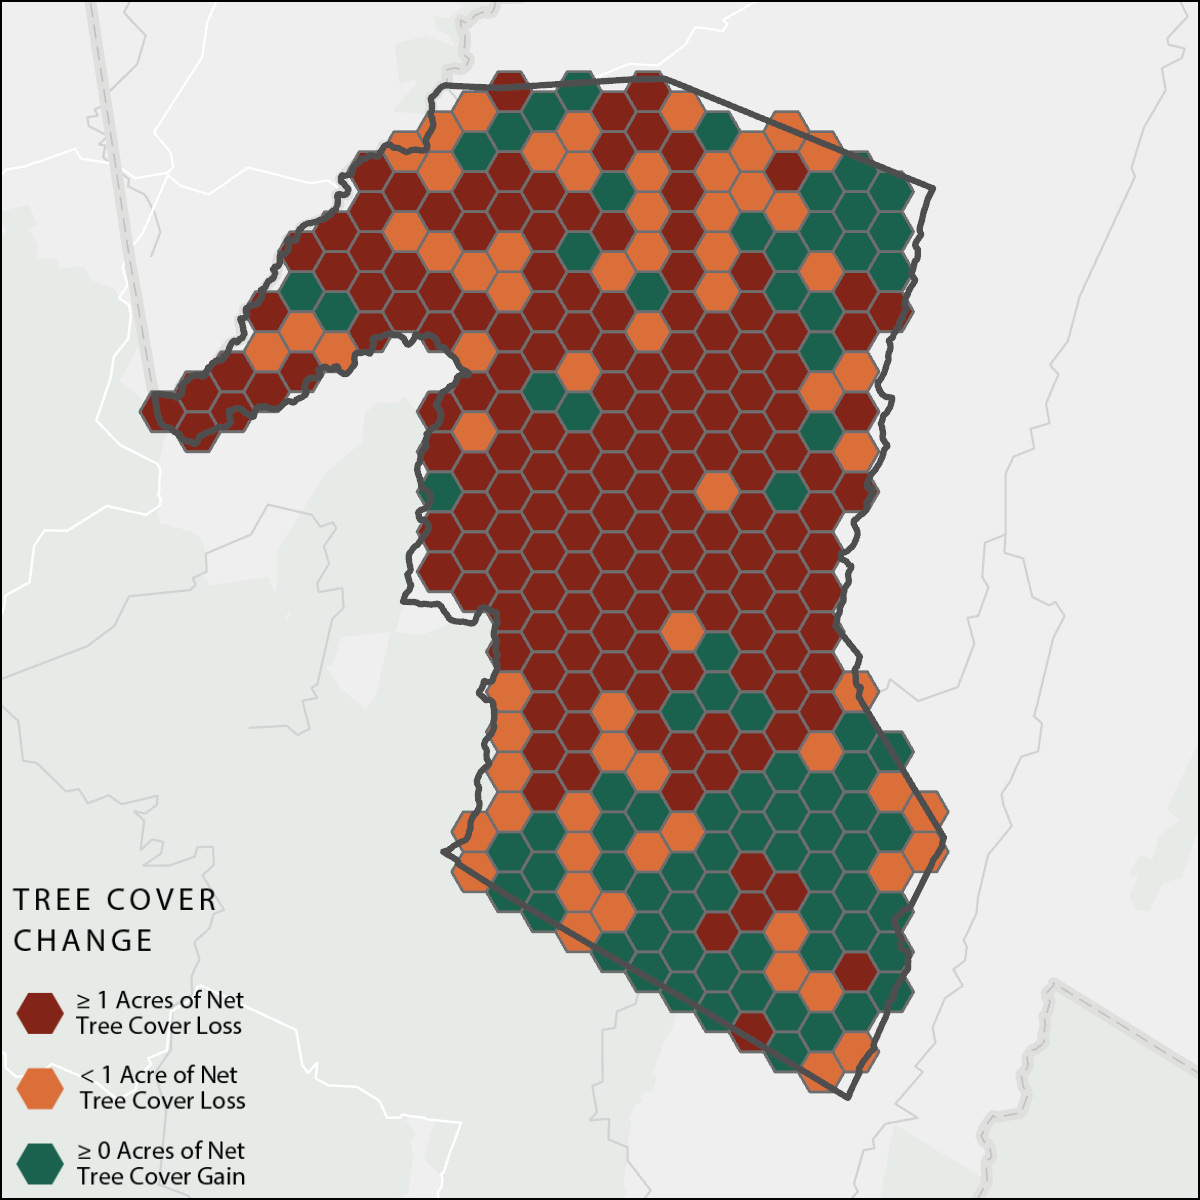 TREE COVER
CHANGE
≥ 1 Acres of Net
Tree Cover Loss
< 1 Acre of Net
Tree Cover Loss
≥ 0 Acres of Net
Tree Cover Gain